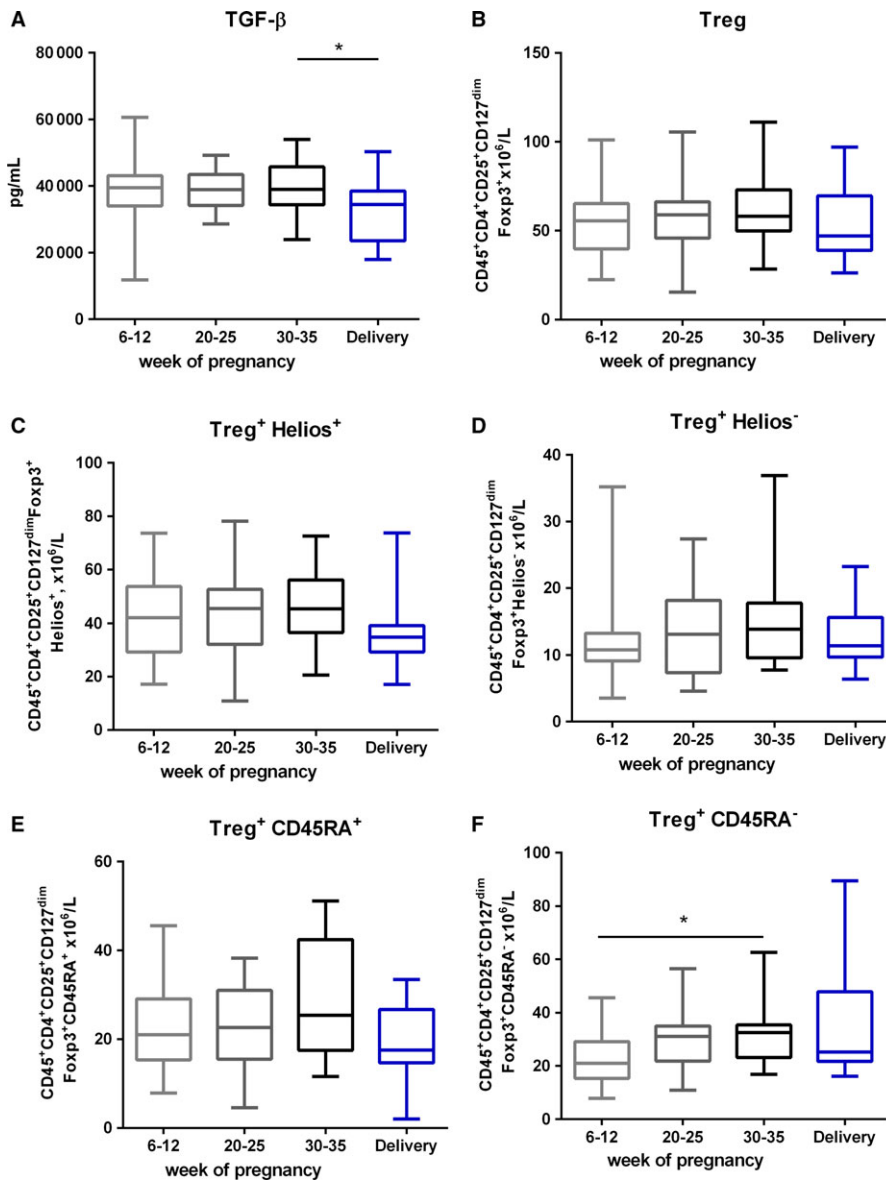 A
TGF-β
80 000
60 000
40 000
20 000
0
pg/mL
*
6-12
20-25
30-35
Delivery
week of pregnancy
B
Treg
150
100
50
0
CD45⁺CD4⁺CD25⁺CD127ᵈⁱᵐ
Foxp3⁺x10⁶/L
6-12
20-25
30-35
Delivery
week of pregnancy
C
Treg⁺ Helios⁺
100
80
60
40
20
0
CD45⁺CD4⁺CD25⁺CD127ᵈⁱᵐFoxp3⁺
Helios⁺, x10⁶/L
6-12
20-25
30-35
Delivery
week of pregnancy
D
Treg⁺ Helios⁻
40
30
20
10
0
CD45⁺CD4⁺CD25⁺CD127ᵈⁱᵐ
Foxp3⁺Helios⁻ x10⁶/L
6-12
20-25
30-35
Delivery
week of pregnancy
E
Treg⁺ CD45RA⁺
60
40
20
0
CD45⁺CD4⁺CD25⁺CD127ᵈⁱᵐ
Foxp3⁺CD45RA⁺ x10⁶/L
6-12
20-25
30-35
Delivery
week of pregnancy
F
Treg⁺ CD45RA⁻
100
80
60
40
20
0
CD45⁺CD4⁺CD25⁺CD127ᵈⁱᵐ
Foxp3⁺CD45RA⁻ x10⁶/L
*
6-12
20-25
30-35
Delivery
week of pregnancy